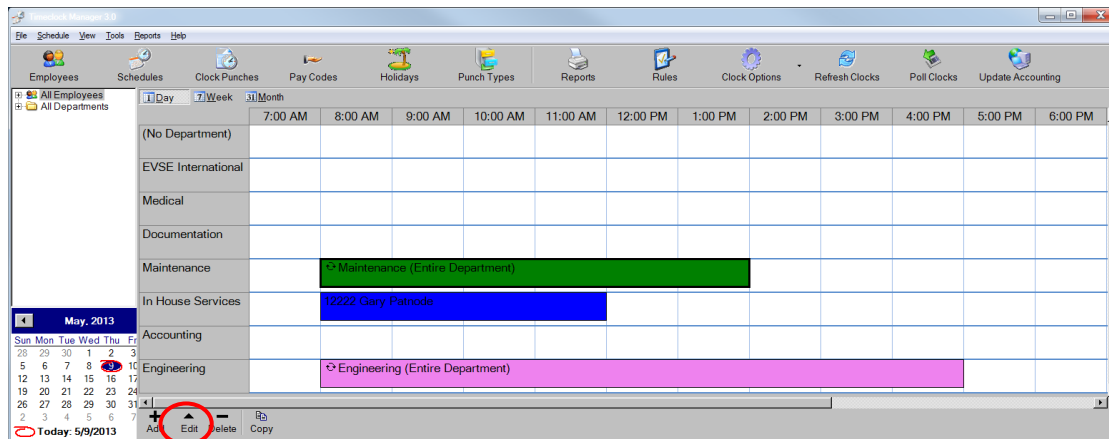 Timeclock Manager 3.0
File Schedule View Tools Reports Help
Employees Schedules Clock Punches Pay Codes Holidays Punch Types Reports Rules Clock Options Refresh Clocks Poll Clocks Update Accounting
All Employees
All Departments
1 Day 7 Week 31 Month
7:00 AM 8:00 AM 9:00 AM 10:00 AM 11:00 AM 12:00 PM 1:00 PM 2:00 PM 3:00 PM 4:00 PM 5:00 PM 6:00 PM
(No Department)
EVSE International
Medical
Documentation
Maintenance Maintenance (Entire Department)
In House Services 12222 Gary Patnode
Accounting
Engineering Engineering (Entire Department)
May, 2013
Sun Mon Tue Wed Thu Fr
28 29 30 1 2 3
5 6 7 8 9 10
12 13 14 15 16 17
19 20 21 22 23 24
26 27 28 29 30 31
2 3 4 5 6 7
Today: 5/9/2013
Add Edit Delete Copy